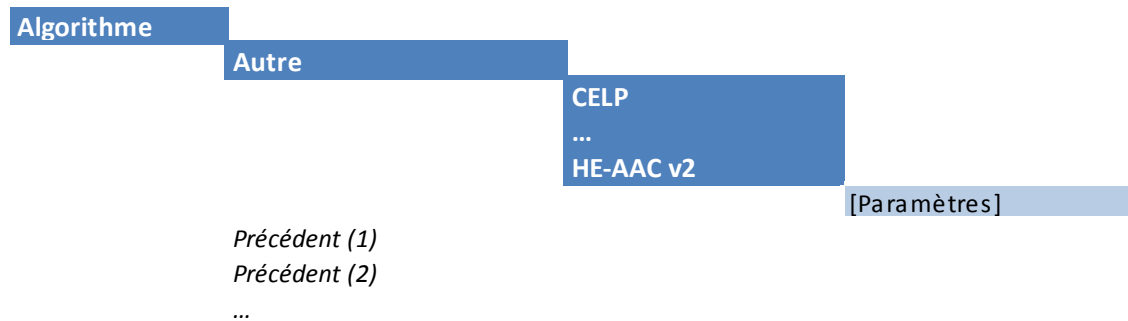 Algorithme
Autre
CELP
...
HE-AAC v2
[Paramètres]
Précédent (1)
Précédent (2)
...